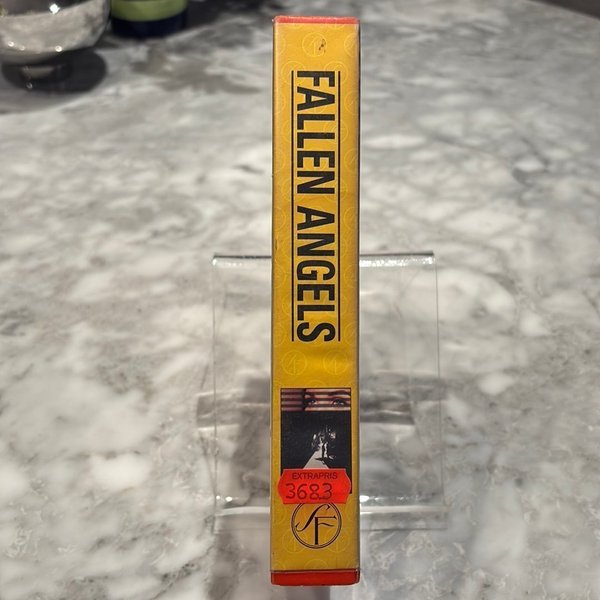 FALLEN ANGELS
EXTRAPRIS
3683
SF